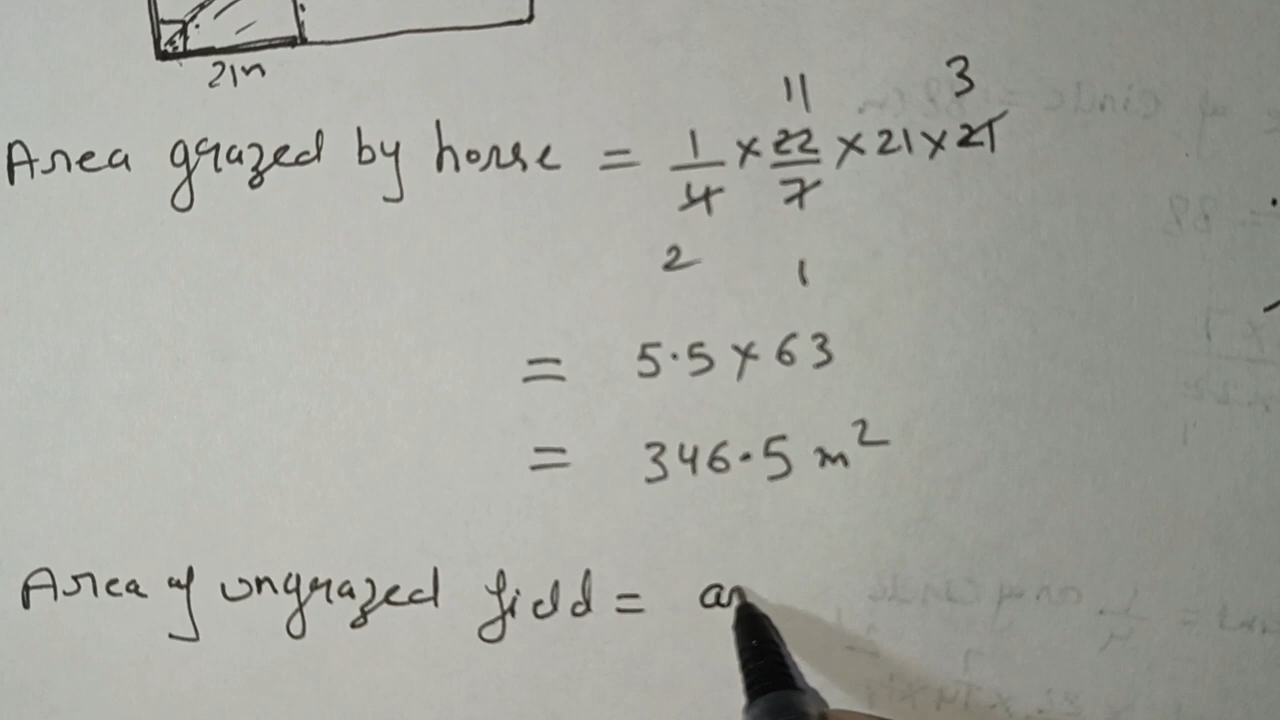 21m
11 3
Area grazed by horse = 1/4 × 22/7 × 21 × 21
2 1
= 5.5 × 63
= 346.5 m²
Area of ungrazed field = ar